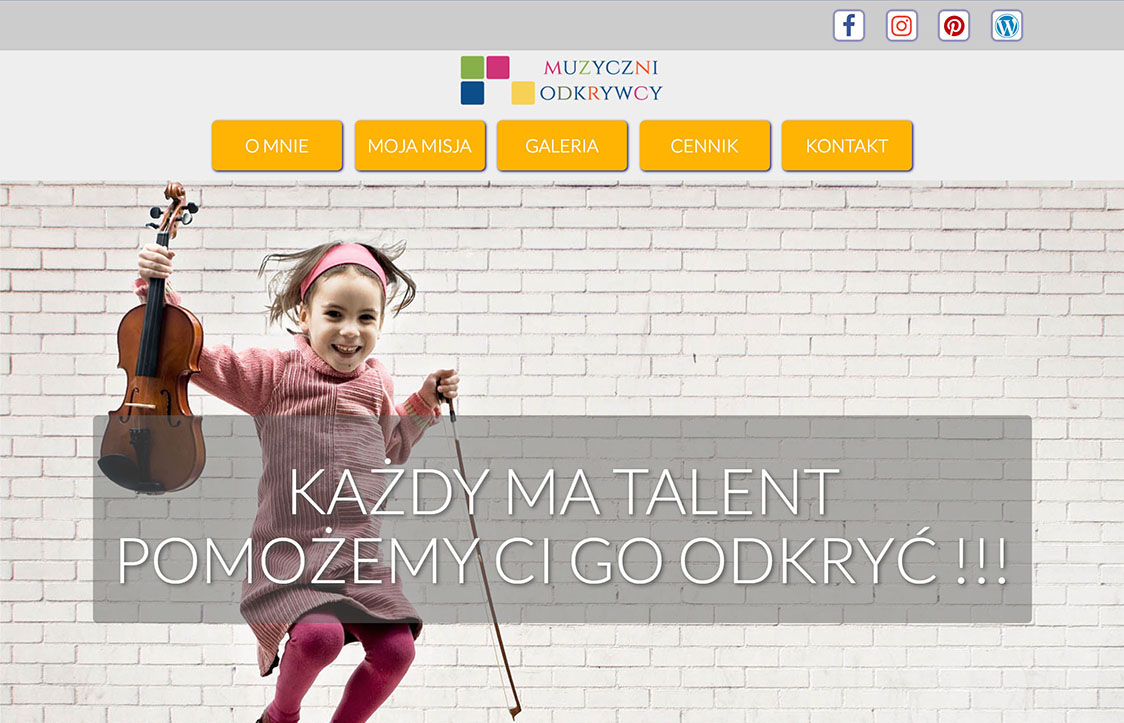 MUZYCZNI
ODKRYWCY
O MNIE
MOJA MISJA
GALERIA
CENNIK
KONTAKT
KAŻDY MA TALENT
POMOŻEMY CI GO ODKRYĆ !!!